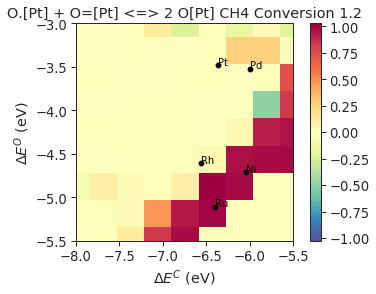 O.[Pt] + O=[Pt] <=> 2 O[Pt] CH4 Conversion 1.2
−3.0
−3.5
−4.0
−4.5
−5.0
−5.5
ΔE^O (eV)
Pt
Pd
Rh
Ni
Ru
−8.0 −7.5 −7.0 −6.5 −6.0 −5.5
ΔE^C (eV)
1.00
0.75
0.50
0.25
0.00
−0.25
−0.50
−0.75
−1.00